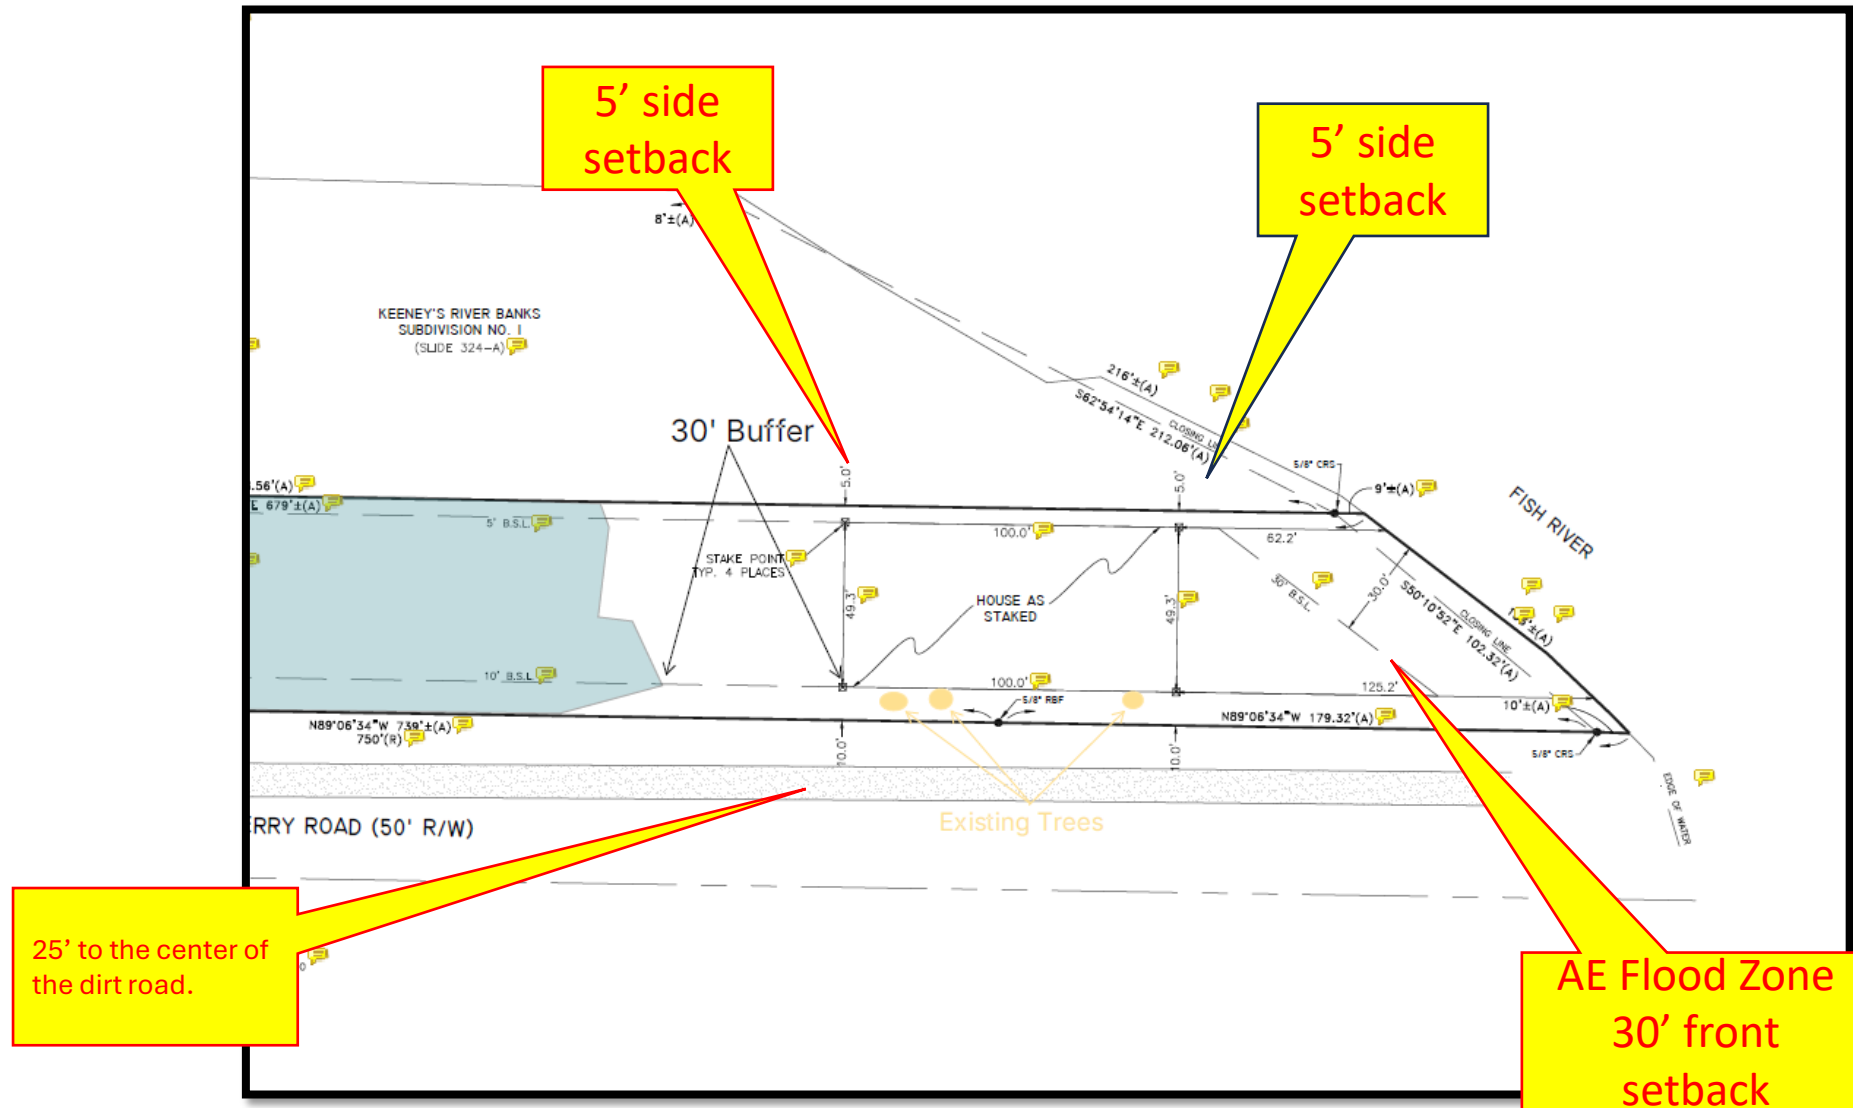 5’ side
setback
5’ side
setback
8'±(A)
KEENEY'S RIVER BANKS
SUBDIVISION NO. 1
(SLIDE 324-A)
216'±(A)
S62°54'14"E 212.06'(A)
CLOSING
30' Buffer
5/8" CRS
9'±(A)
FISH RIVER
.56'(A)
E 679'±(A)
5.0'
5.0'
5' B.S.L.
100.0'
62.2'
STAKE POINT
TYP. 4 PLACES
49.3'
49.3'
HOUSE AS
STAKED
30' B.S.L.
30.0'
S50°10'52"E 102.32'(A)
CLOSING LINE
10' B.S.L
100.0'
125.2'
5/8" RBF
N89°06'34"W 739'±(A)
750'(R)
N89°06'34"W 179.32'(A)
10'±(A)
5/8" CRS
10.0'
10.0'
EDGE OF WATER
Existing Trees
RRY ROAD (50' R/W)
25’ to the center of
the dirt road.
AE Flood Zone
30’ front
setback